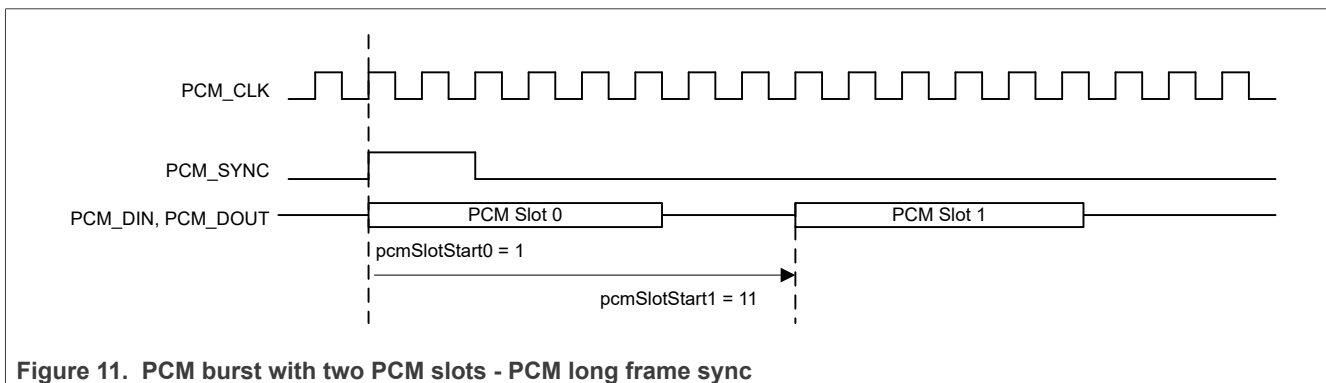 PCM_CLK
PCM_SYNC
PCM_DIN, PCM_DOUT
PCM Slot 0
PCM Slot 1
pcmSlotStart0 = 1
pcmSlotStart1 = 11
Figure 11. PCM burst with two PCM slots - PCM long frame sync